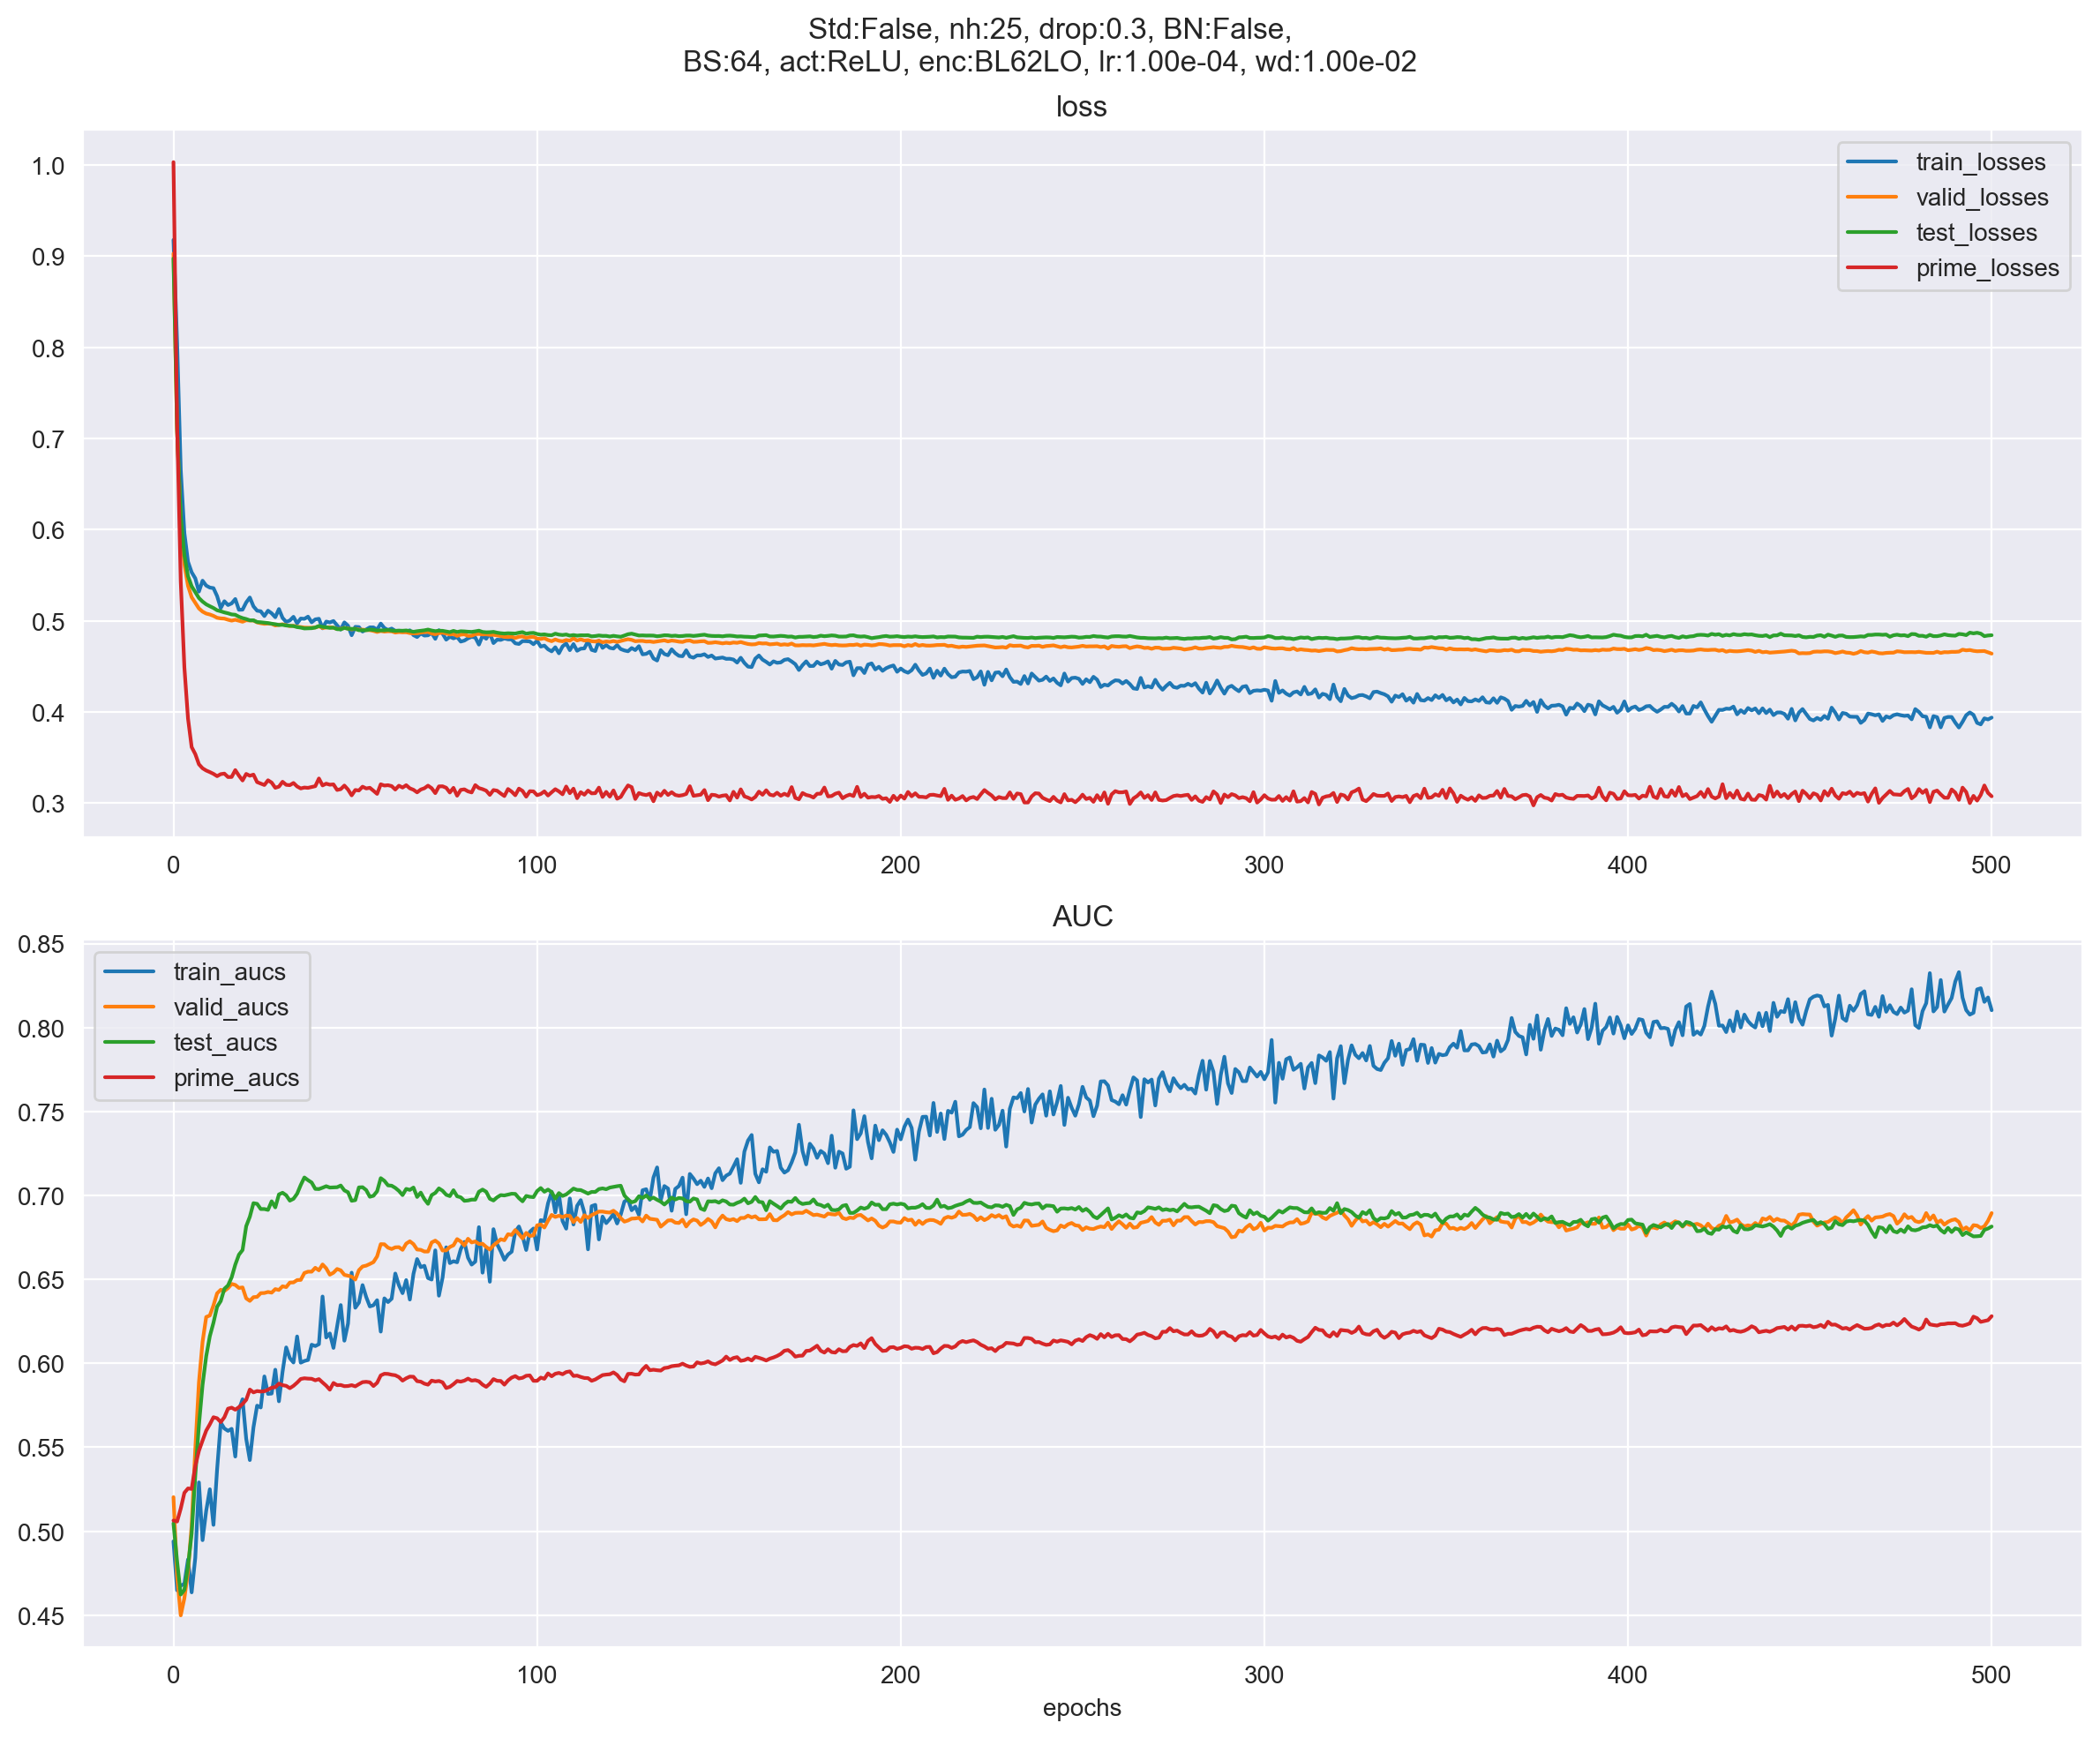 Std:False, nh:25, drop:0.3, BN:False,
BS:64, act:ReLU, enc:BL62LO, lr:1.00e-04, wd:1.00e-02
loss
1.0
0.9
0.8
0.7
0.6
0.5
0.4
0.3
train_losses
valid_losses
test_losses
prime_losses
0 100 200 300 400 500
AUC
0.85
0.80
0.75
0.70
0.65
0.60
0.55
0.50
0.45
train_aucs
valid_aucs
test_aucs
prime_aucs
0 100 200 300 400 500
epochs